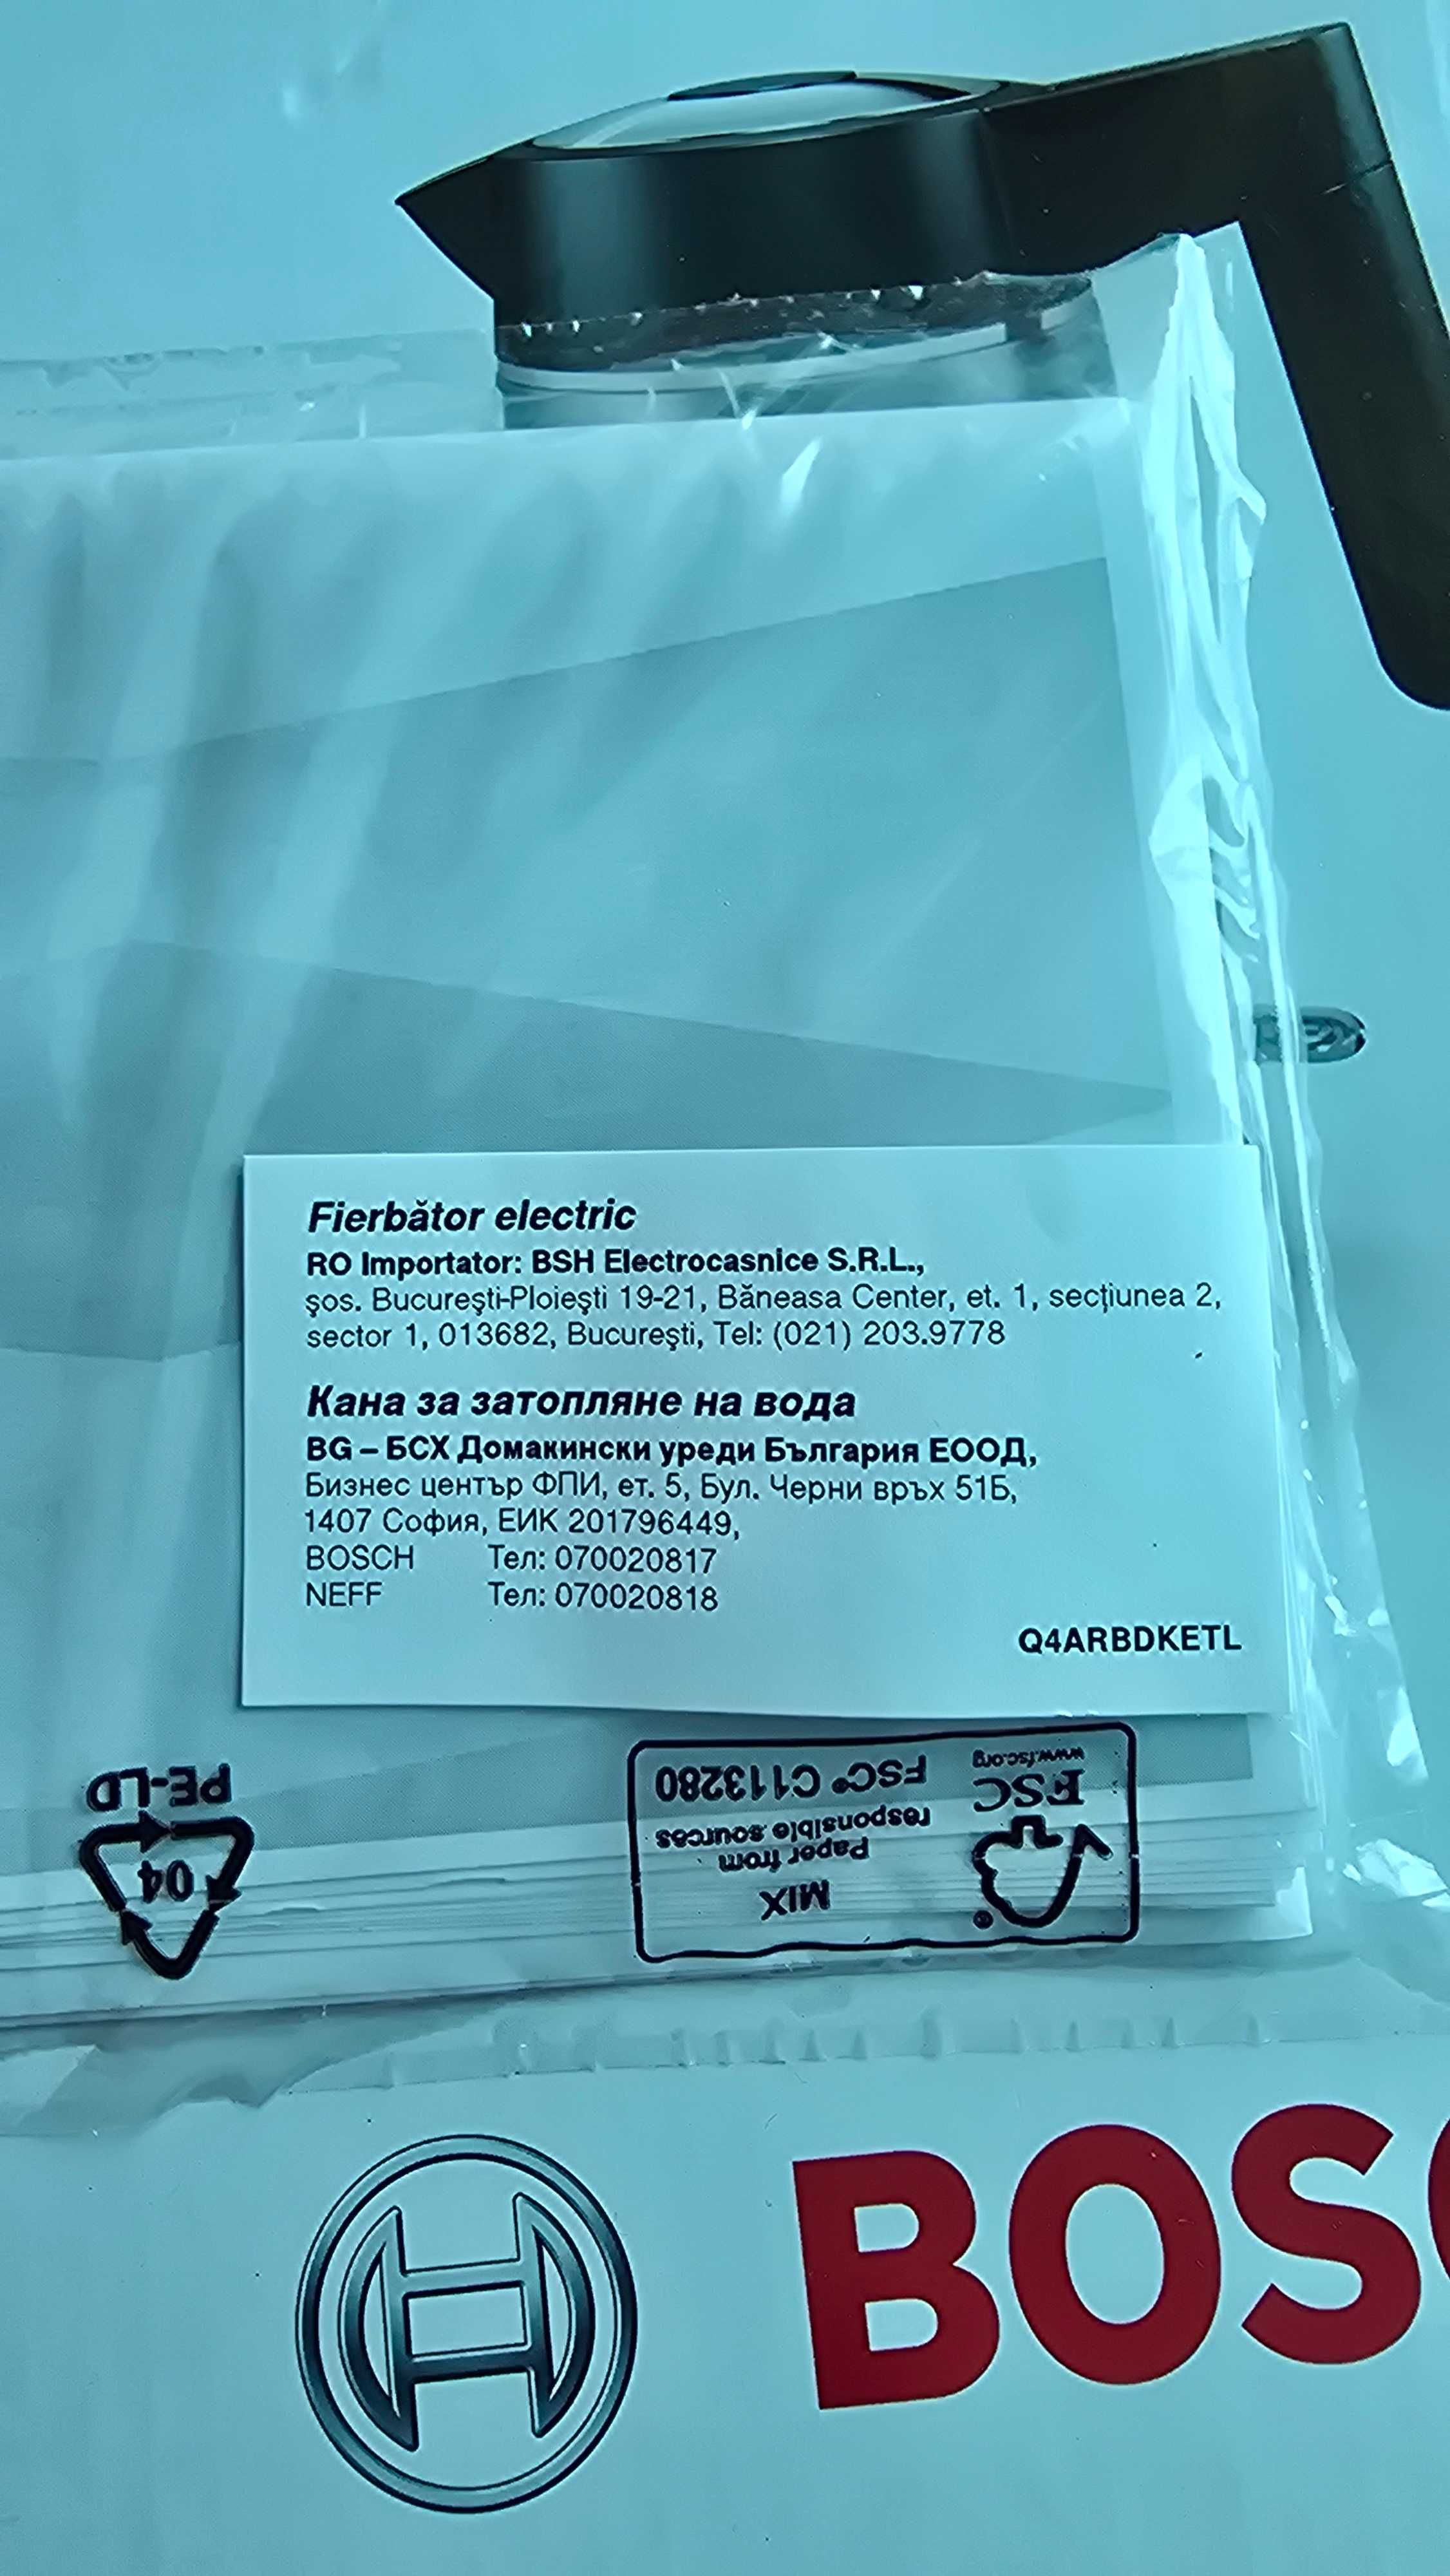 Fierbător electric
RO Importator: BSH Electrocasnice S.R.L.,
şos. Bucureşti-Ploieşti 19-21, Băneasa Center, et. 1, secţiunea 2,
sector 1, 013682, Bucureşti, Tel: (021) 203.9778
Кана за затопляне на вода
BG – БСХ Домакински уреди България ЕООД,
Бизнес център ФПИ, ет. 5, Бул. Черни връх 51Б,
1407 София, ЕИК 201796449,
BOSCH Тел: 070020817
NEFF Тел: 070020818
Q4ARBDKETL
PE-LD
04
FSC
www.fsc.org
MIX
Paper from
responsible sources
FSC® C113280
BOSC